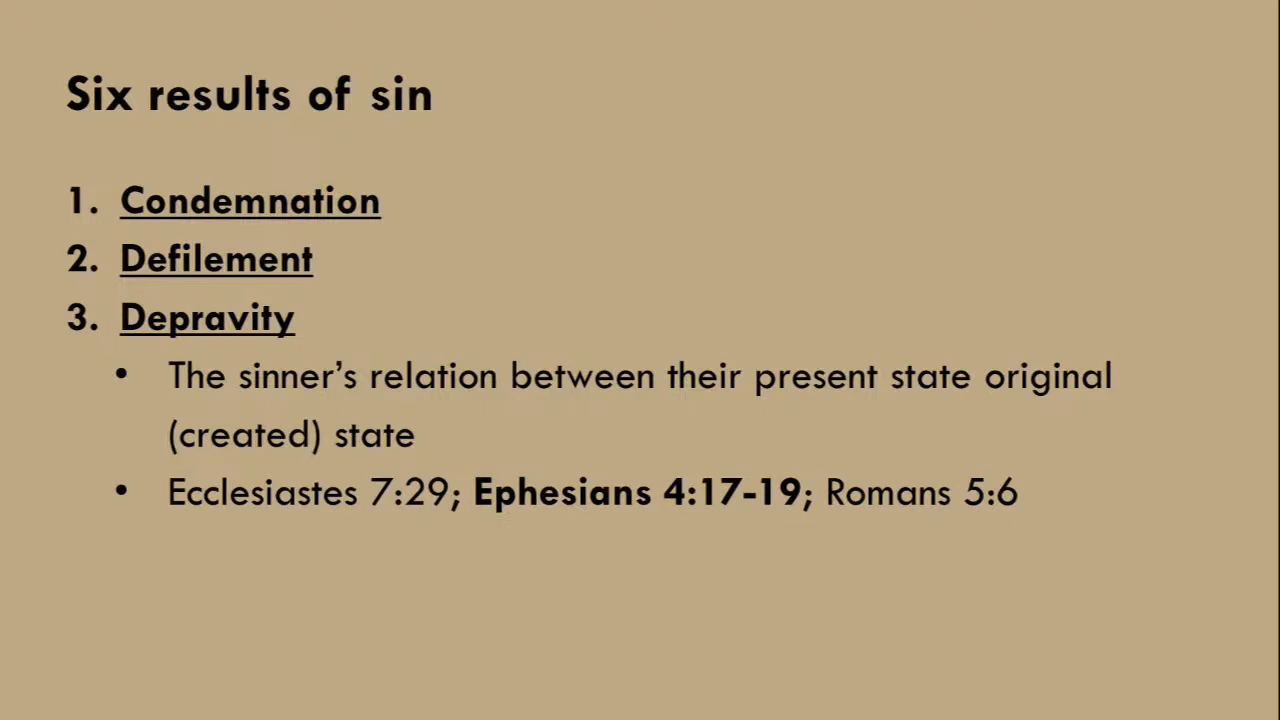 Six results of sin
1. Condemnation
2. Defilement
3. Depravity
• The sinner’s relation between their present state original
(created) state
• Ecclesiastes 7:29; Ephesians 4:17-19; Romans 5:6